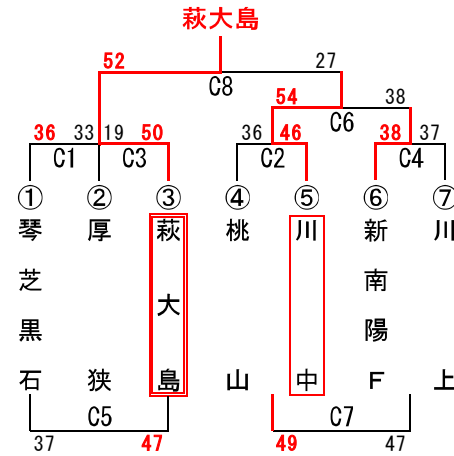 萩大島
52 27
C8
54 38
C6
36 33 19 50 36 46 38 37
C1 C3 C2 C4
① ② ③ ④ ⑤ ⑥ ⑦
琴芝黒石
厚狭
萩大島
桃山
川中
新南陽F
川上
C5 C7
37 47 49 47